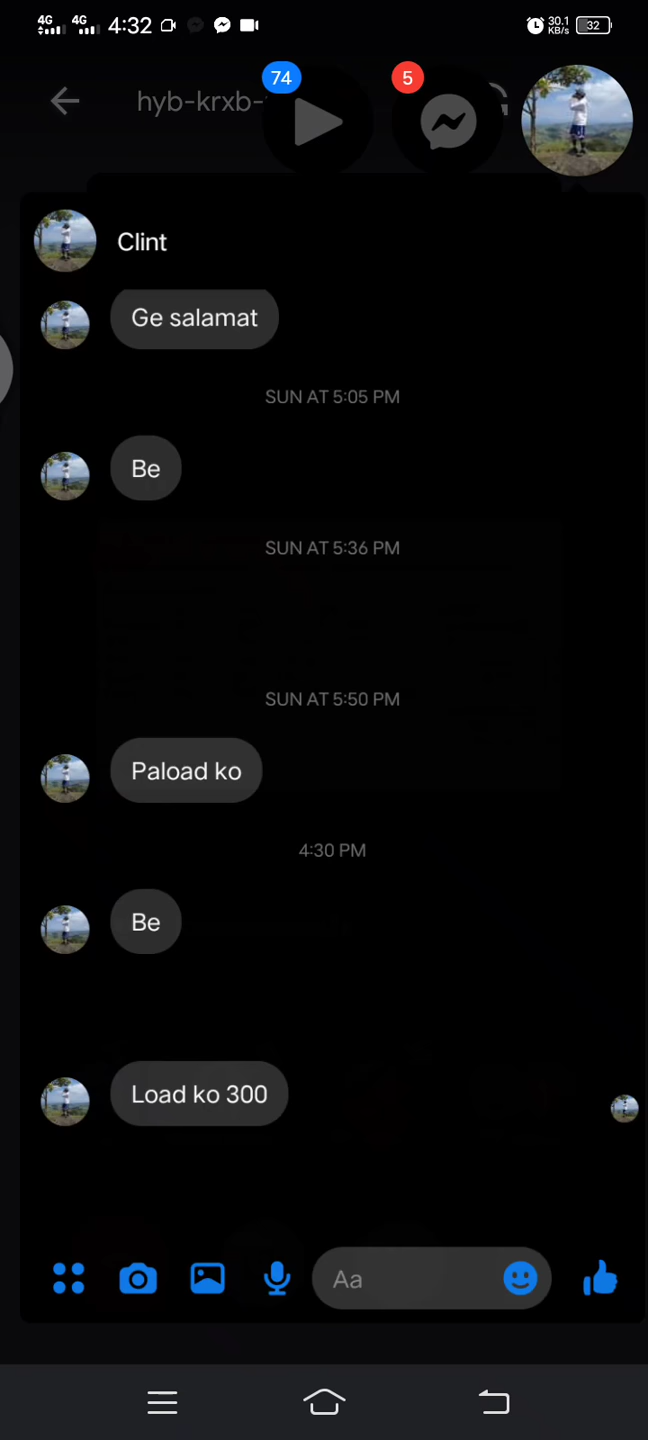 4G 4G 4:32 30.1 KB/s 32
hyb-krxb-
74
5
Clint
Ge salamat
SUN AT 5:05 PM
Be
SUN AT 5:36 PM
SUN AT 5:50 PM
Paload ko
4:30 PM
Be
Load ko 300
Aa